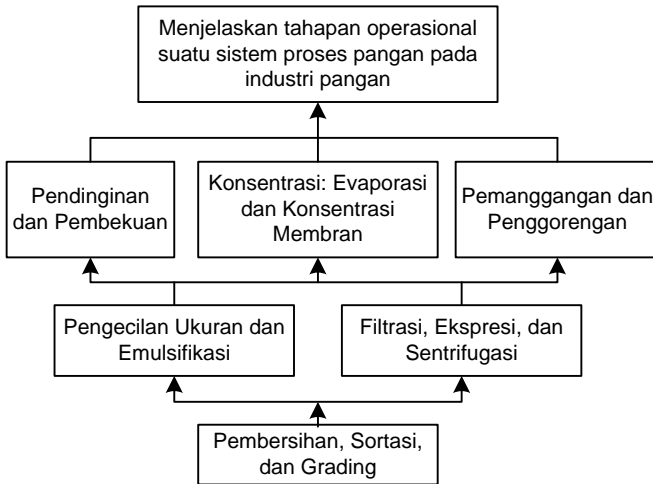 Menjelaskan tahapan operasional
suatu sistem proses pangan pada
industri pangan
Pendinginan
dan Pembekuan
Konsentrasi: Evaporasi
dan Konsentrasi
Membran
Pemanggangan dan
Penggorengan
Pengecilan Ukuran dan
Emulsifikasi
Filtrasi, Ekspresi, dan
Sentrifugasi
Pembersihan, Sortasi,
dan Grading